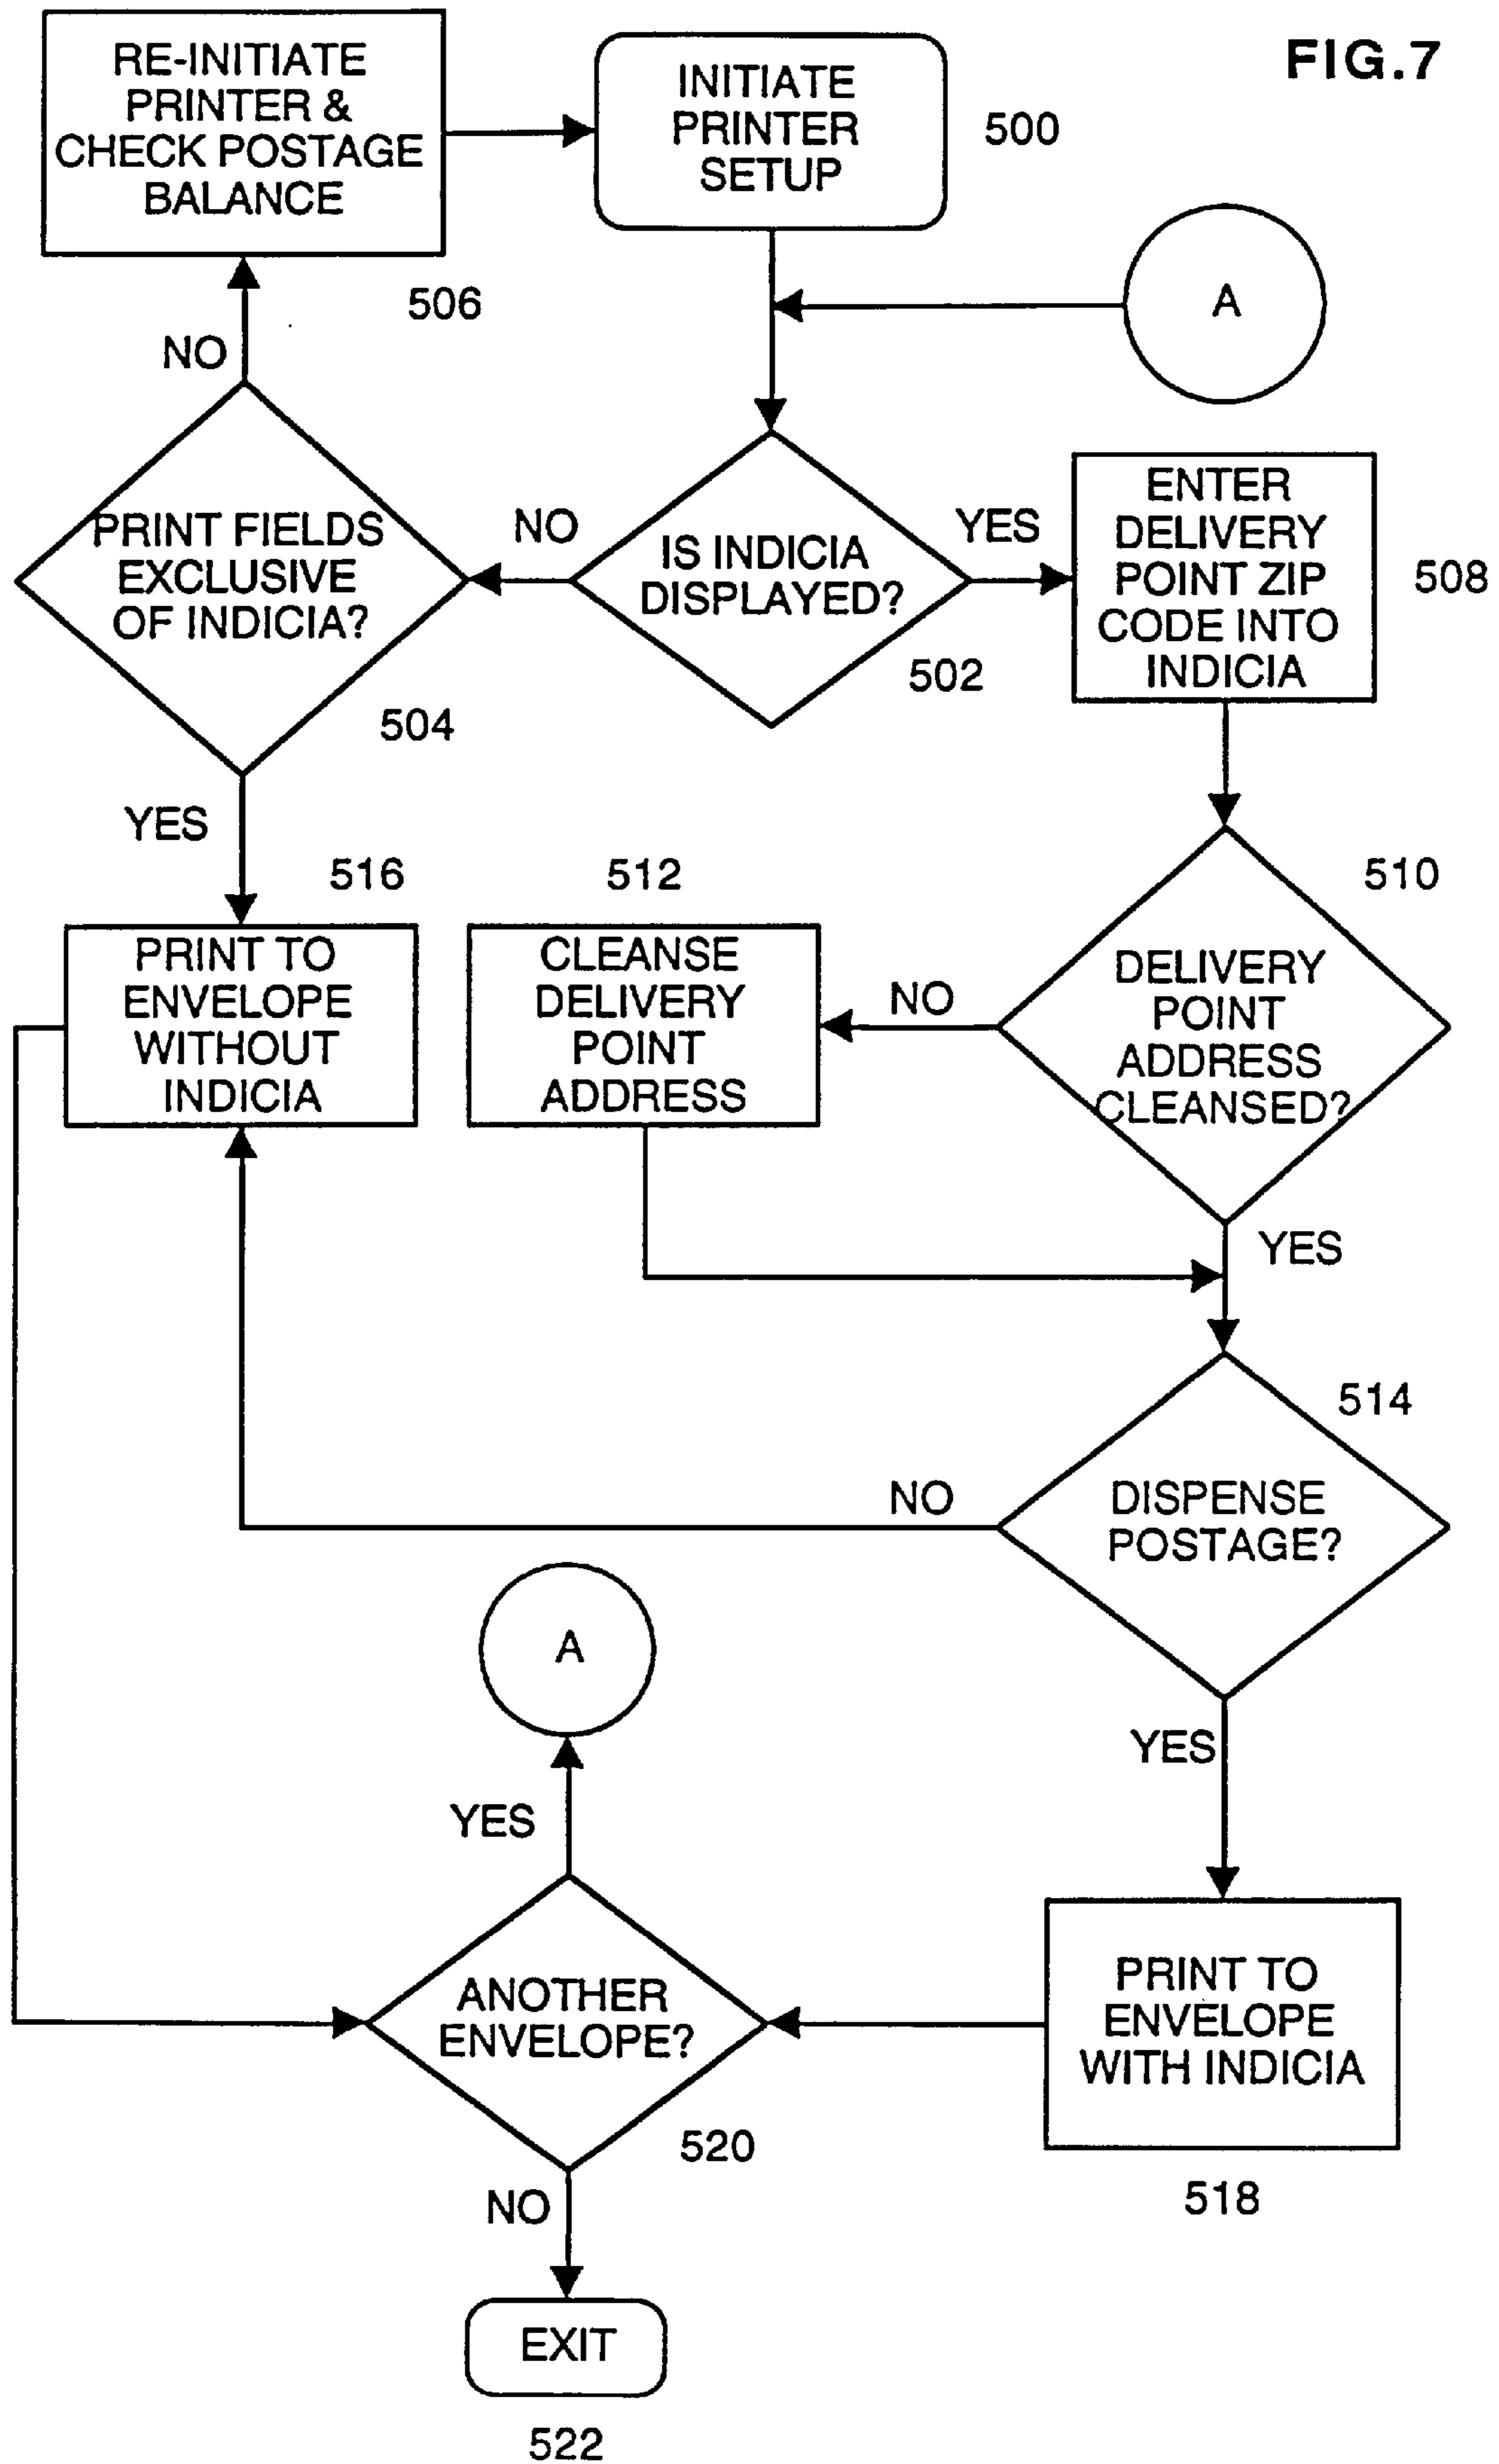 FIG.7
RE-INITIATE
PRINTER &
CHECK POSTAGE
BALANCE
506
INITIATE
PRINTER
SETUP
500
A
NO
PRINT FIELDS
EXCLUSIVE
OF INDICIA?
504
NO
IS INDICIA
DISPLAYED?
502
YES
ENTER
DELIVERY
POINT ZIP
CODE INTO
INDICIA
508
YES
516
PRINT TO
ENVELOPE
WITHOUT
INDICIA
512
CLEANSE
DELIVERY
POINT
ADDRESS
NO
510
DELIVERY
POINT
ADDRESS
CLEANSED?
YES
514
DISPENSE
POSTAGE?
NO
A
YES
YES
ANOTHER
ENVELOPE?
520
PRINT TO
ENVELOPE
WITH INDICIA
518
NO
EXIT
522